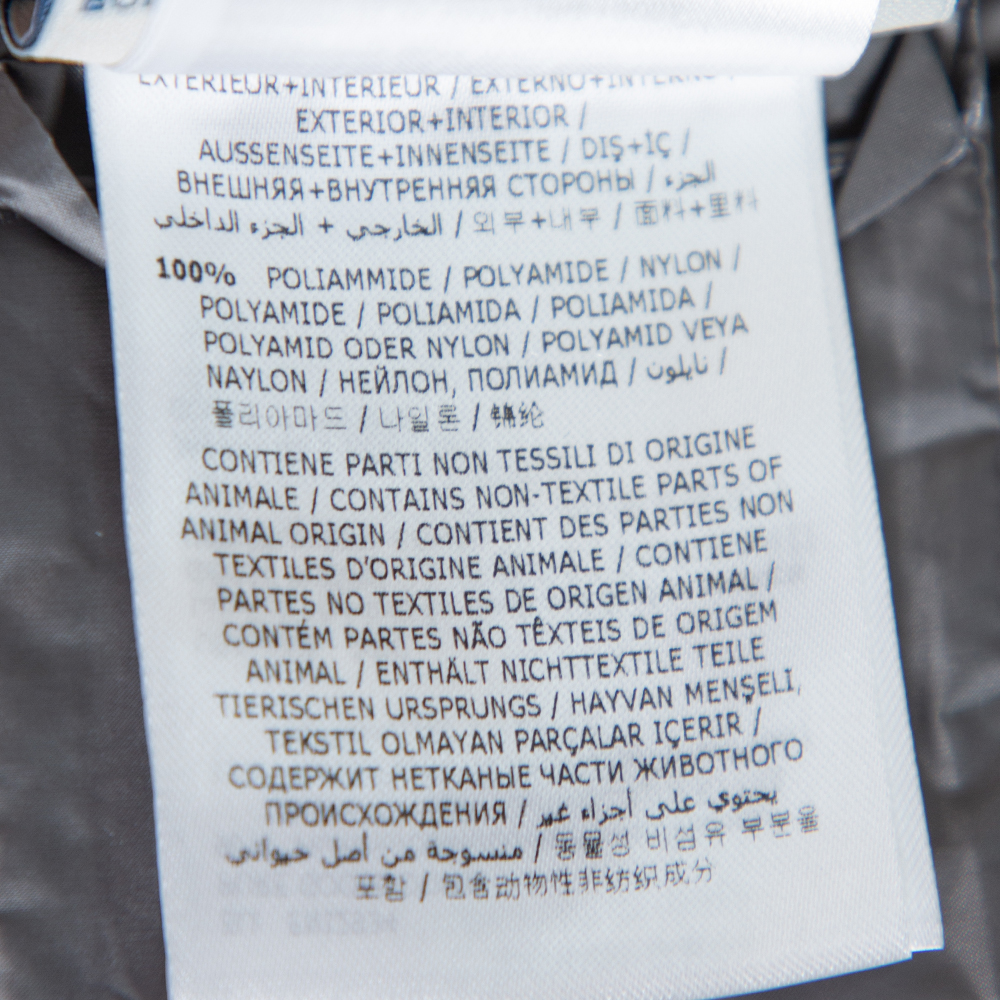 EXTÉRIEUR+INTÉRIEUR / EXTERNO+INTERNO /
EXTERIOR+INTERIOR /
AUSSENSEITE+INNENSEITE / DIŞ+İÇ /
ВНЕШНЯЯ+ВНУТРЕННЯЯ СТОРОНЫ / الجزء
الخارجي + الجزء الداخلي / 외부+내부 / 面料+里料
100% POLIAMMIDE / POLYAMIDE / NYLON /
POLYAMIDE / POLIAMIDA / POLIAMIDA /
POLYAMID ODER NYLON / POLYAMID VEYA
NAYLON / НЕЙЛОН, ПОЛИАМИД / نايلون /
폴리아마드 / 나일론 / 锦纶
CONTIENE PARTI NON TESSILI DI ORIGINE
ANIMALE / CONTAINS NON-TEXTILE PARTS OF
ANIMAL ORIGIN / CONTIENT DES PARTIES NON
TEXTILES D'ORIGINE ANIMALE / CONTIENE
PARTES NO TEXTILES DE ORIGEN ANIMAL /
CONTÉM PARTES NÃO TÊXTEIS DE ORIGEM
ANIMAL / ENTHÄLT NICHTTEXTILE TEILE
TIERISCHEN URSPRUNGS / HAYVAN MENŞELİ,
TEKSTIL OLMAYAN PARÇALAR IÇERIR /
СОДЕРЖИТ НЕТКАНЫЕ ЧАСТИ ЖИВОТНОГО
ПРОИСХОЖДЕНИЯ / يحتوي على أجزاء غير
منسوجة من أصل حيواني / 동물성 비섬유 부분을
포함 / 包含动物性非纺织成分